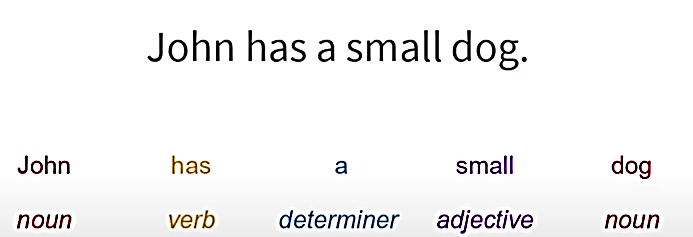 John has a small dog.
John has a small dog
noun verb determiner adjective noun